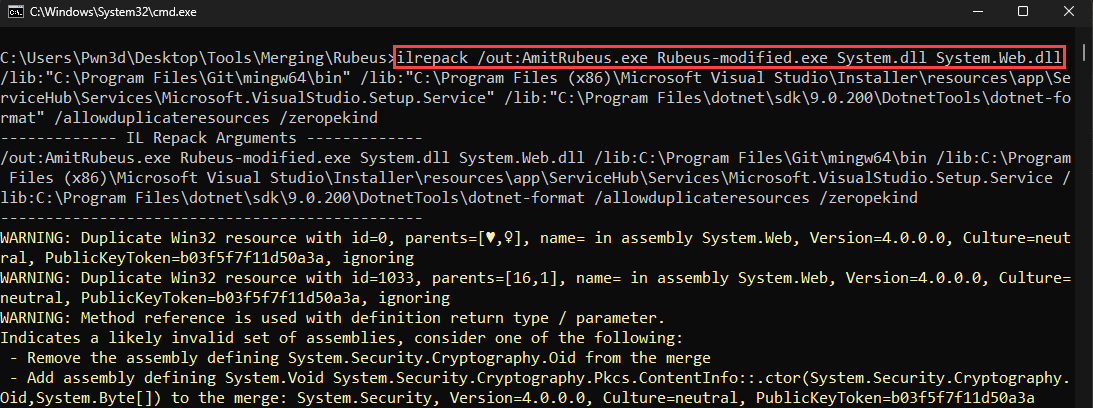 C:\Windows\System32\cmd.exe
C:\Users\Pwn3d\Desktop\Tools\Merging\Rubeus>ilrepack /out:AmitRubeus.exe Rubeus-modified.exe System.dll System.Web.dll
/lib:"C:\Program Files\Git\mingw64\bin" /lib:"C:\Program Files (x86)\Microsoft Visual Studio\Installer\resources\app\Se
rviceHub\Services\Microsoft.VisualStudio.Setup.Service" /lib:"C:\Program Files\dotnet\sdk\9.0.200\DotnetTools\dotnet-fo
rmat" /allowduplicateresources /zeropekind
------------- IL Repack Arguments -------------
/out:AmitRubeus.exe Rubeus-modified.exe System.dll System.Web.dll /lib:C:\Program Files\Git\mingw64\bin /lib:C:\Program
 Files (x86)\Microsoft Visual Studio\Installer\resources\app\ServiceHub\Services\Microsoft.VisualStudio.Setup.Service /
lib:C:\Program Files\dotnet\sdk\9.0.200\DotnetTools\dotnet-format /allowduplicateresources /zeropekind
-----------------------------------------------
WARNING: Duplicate Win32 resource with id=0, parents=[♥,♀], name= in assembly System.Web, Version=4.0.0.0, Culture=neut
ral, PublicKeyToken=b03f5f7f11d50a3a, ignoring
WARNING: Duplicate Win32 resource with id=1033, parents=[16,1], name= in assembly System.Web, Version=4.0.0.0, Culture=
neutral, PublicKeyToken=b03f5f7f11d50a3a, ignoring
WARNING: Method reference is used with definition return type / parameter.
Indicates a likely invalid set of assemblies, consider one of the following:
 - Remove the assembly defining System.Security.Cryptography.Oid from the merge
 - Add assembly defining System.Void System.Security.Cryptography.Pkcs.ContentInfo::.ctor(System.Security.Cryptography.
Oid,System.Byte[]) to the merge: System.Security, Version=4.0.0.0, Culture=neutral, PublicKeyToken=b03f5f7f11d50a3a